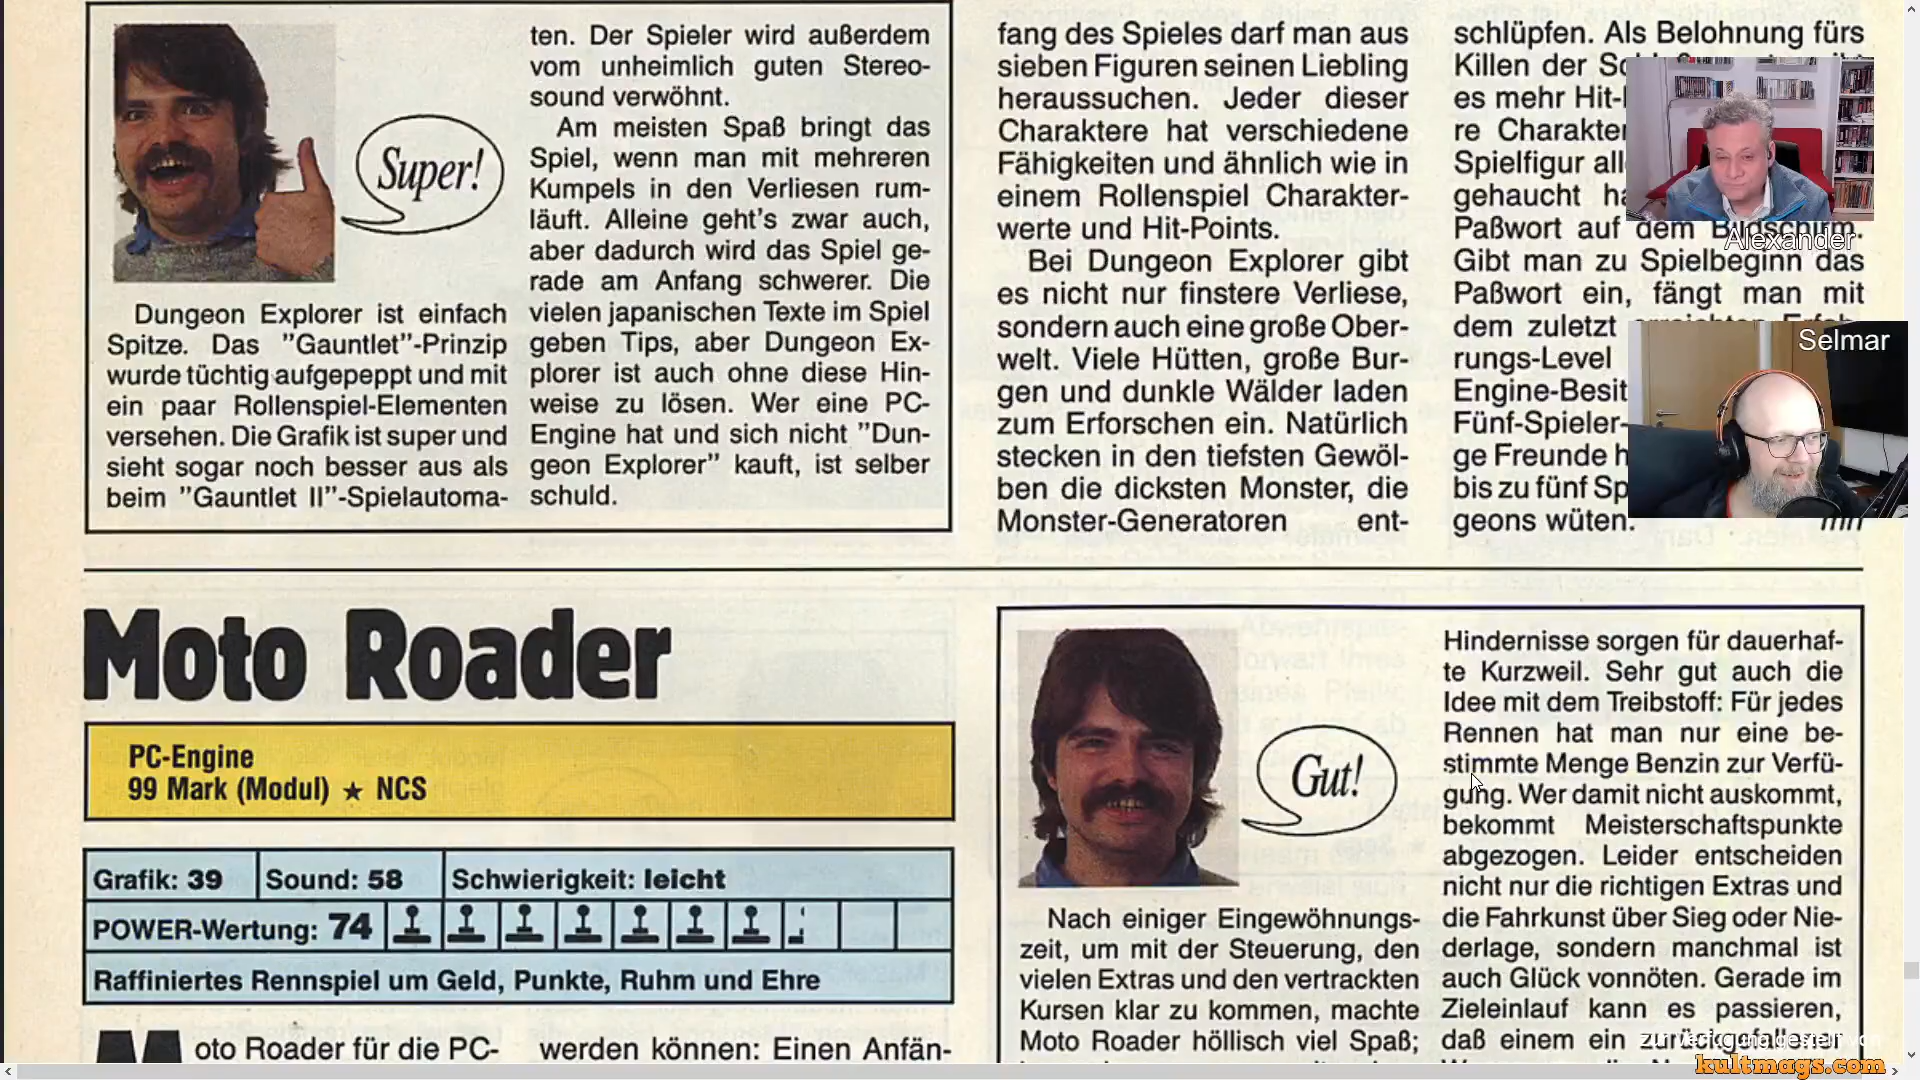 Super!
Dungeon Explorer ist einfach
Spitze. Das "Gauntlet"-Prinzip
wurde tüchtig aufgepeppt und mit
ein paar Rollenspiel-Elementen
versehen. Die Grafik ist super und
sieht sogar noch besser aus als
beim "Gauntlet II"-Spielautoma-
ten. Der Spieler wird außerdem
vom unheimlich guten Stereo-
sound verwöhnt.
Am meisten Spaß bringt das
Spiel, wenn man mit mehreren
Kumpels in den Verliesen rum-
läuft. Alleine geht's zwar auch,
aber dadurch wird das Spiel ge-
rade am Anfang schwerer. Die
vielen japanischen Texte im Spiel
geben Tips, aber Dungeon Ex-
plorer ist auch ohne diese Hin-
weise zu lösen. Wer eine PC-
Engine hat und sich nicht "Dun-
geon Explorer" kauft, ist selber
schuld.
fang des Spieles darf man aus
sieben Figuren seinen Liebling
heraussuchen. Jeder dieser
Charaktere hat verschiedene
Fähigkeiten und ähnlich wie in
einem Rollenspiel Charakter-
werte und Hit-Points.
Bei Dungeon Explorer gibt
es nicht nur finstere Verliese,
sondern auch eine große Ober-
welt. Viele Hütten, große Bur-
gen und dunkle Wälder laden
zum Erforschen ein. Natürlich
stecken in den tiefsten Gewöl-
ben die dicksten Monster, die
Monster-Generatoren ent-
schlüpfen. Als Belohnung fürs
Killen der
es mehr Hit-
re
Spielfigur
gehaucht
Paßwort auf dem Bildschirm.
Gibt man zu Spielbeginn das
Paßwort ein, fängt man mit
dem zuletzt
rungs-Level
Fünf-Spieler-
ge Freunde
bis zu fünf
geons wüten.
Alexander
Selmar
Moto Roader
PC-Engine
99 Mark (Modul) ★ NCS
Grafik: 39 Sound: 58 Schwierigkeit: leicht
POWER-Wertung: 74
Raffiniertes Rennspiel um Geld, Punkte, Ruhm und Ehre
Moto Roader für die PC-
werden können: Einen Anfän-
Gut!
Nach einiger Eingewöhnungs-
zeit, um mit der Steuerung, den
vielen Extras und den vertrackten
Kursen klar zu kommen, machte
Moto Roader höllisch viel Spaß;
Hindernisse sorgen für dauerhaf-
te Kurzweil. Sehr gut auch die
Idee mit dem Treibstoff: Für jedes
Rennen hat man nur eine be-
stimmte Menge Benzin zur Verfü-
gung. Wer damit nicht auskommt,
bekommt Meisterschaftspunkte
abgezogen. Leider entscheiden
nicht nur die richtigen Extras und
die Fahrkunst über Sieg oder Nie-
derlage, sondern manchmal ist
auch Glück vonnöten. Gerade im
Zieleinlauf kann es passieren,
daß einem ein zurückgefallener
zur Verfügung gestellt von
kultmags.com